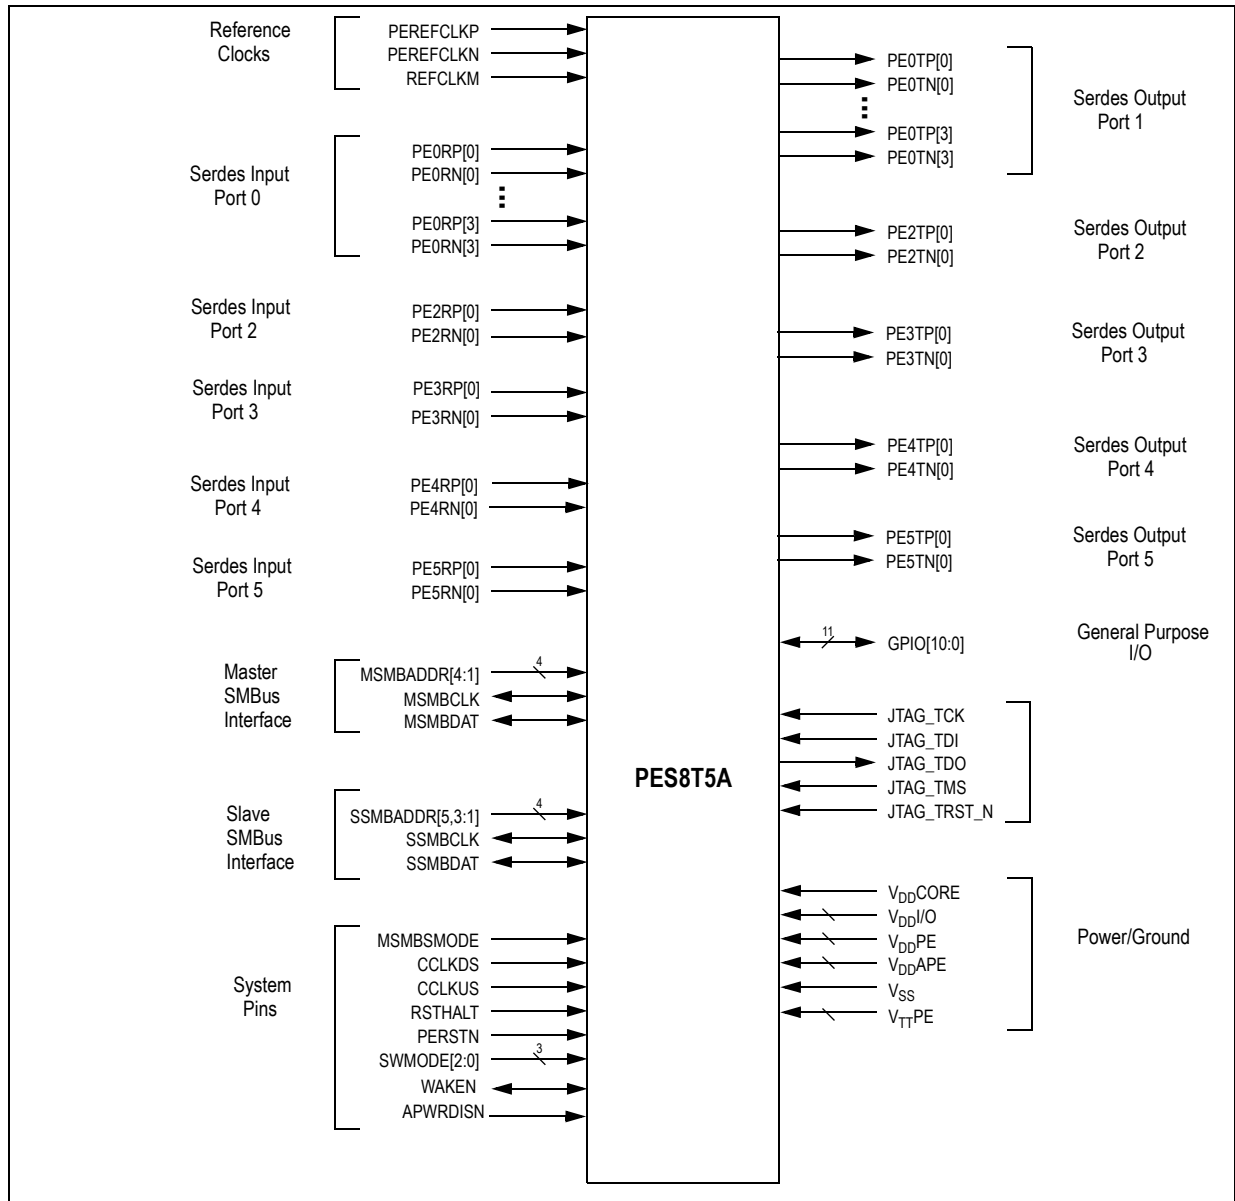 Reference
Clocks
PEREFCLKP
PEREFCLKN
REFCLKM
Serdes Input
Port 0
PE0RP[0]
PE0RN[0]
PE0RP[3]
PE0RN[3]
Serdes Input
Port 2
PE2RP[0]
PE2RN[0]
Serdes Input
Port 3
PE3RP[0]
PE3RN[0]
Serdes Input
Port 4
PE4RP[0]
PE4RN[0]
Serdes Input
Port 5
PE5RP[0]
PE5RN[0]
Master
SMBus
Interface
MSMBADDR[4:1]
4
MSMBCLK
MSMBDAT
Slave
SMBus
Interface
SSMBADDR[5,3:1]
4
SSMBCLK
SSMBDAT
System
Pins
MSMBSMODE
CCLKDS
CCLKUS
RSTHALT
PERSTN
SWMODE[2:0]
3
WAKEN
APWRDISN
PES8T5A
PE0TP[0]
PE0TN[0]
PE0TP[3]
PE0TN[3]
Serdes Output
Port 1
PE2TP[0]
PE2TN[0]
Serdes Output
Port 2
PE3TP[0]
PE3TN[0]
Serdes Output
Port 3
PE4TP[0]
PE4TN[0]
Serdes Output
Port 4
PE5TP[0]
PE5TN[0]
Serdes Output
Port 5
11
GPIO[10:0]
General Purpose
I/O
JTAG_TCK
JTAG_TDI
JTAG_TDO
JTAG_TMS
JTAG_TRST_N
VDDCORE
VDDI/O
VDDPE
VDDAPE
VSS
VTTPE
Power/Ground